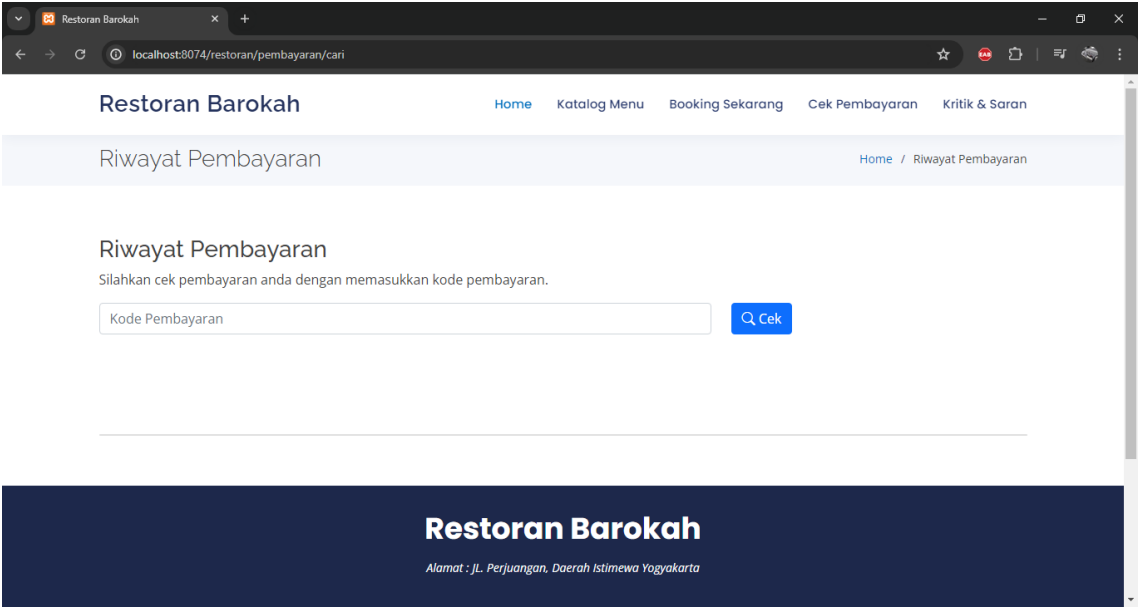 Restoran Barokah
localhost:8074/restoran/pembayaran/cari
Restoran Barokah
Home Katalog Menu Booking Sekarang Cek Pembayaran Kritik & Saran
Riwayat Pembayaran
Home / Riwayat Pembayaran
Riwayat Pembayaran
Silahkan cek pembayaran anda dengan memasukkan kode pembayaran.
Kode Pembayaran
Cek
Restoran Barokah
Alamat : JL. Perjuangan, Daerah Istimewa Yogyakarta